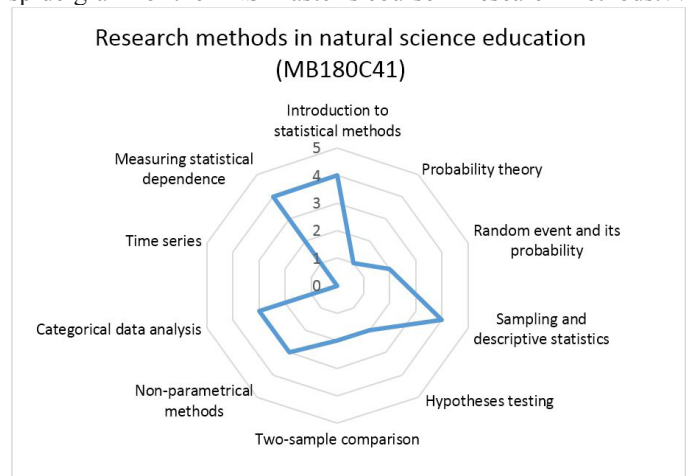 Research methods in natural science education
(MB180C41)
Introduction to
statistical methods
Probability theory
Random event and its
probability
Sampling and
descriptive statistics
Hypotheses testing
Two-sample comparison
Non-parametrical
methods
Categorical data analysis
Time series
Measuring statistical
dependence
5
4
3
2
1
0